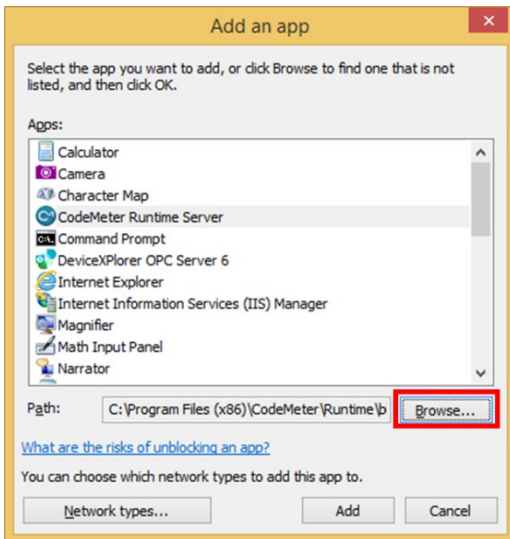 Add an app
Select the app you want to add, or click Browse to find one that is not
listed, and then click OK.
Apps:
Calculator
Camera
Character Map
CodeMeter Runtime Server
Command Prompt
DeviceXPlorer OPC Server 6
Internet Explorer
Internet Information Services (IIS) Manager
Magnifier
Math Input Panel
Narrator
Path: C:\Program Files (x86)\CodeMeter\Runtime\b Browse...
What are the risks of unblocking an app?
You can choose which network types to add this app to.
Network types... Add Cancel